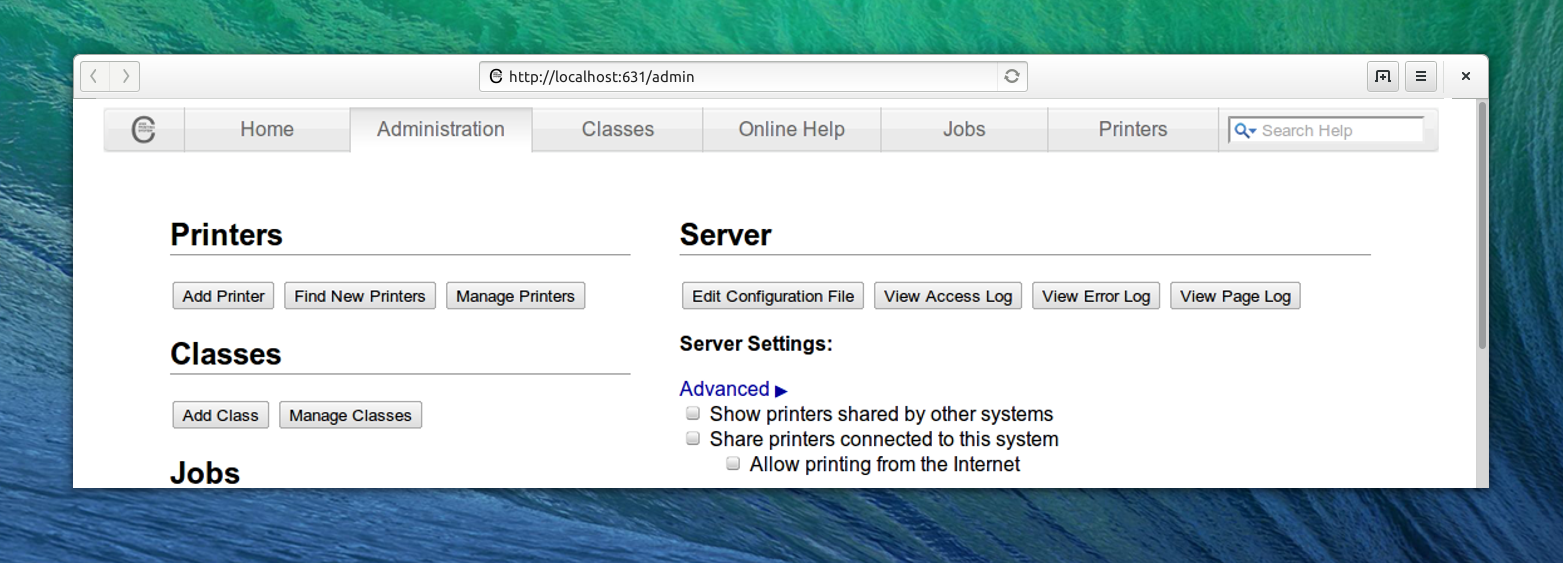 http://localhost:631/admin
Home Administration Classes Online Help Jobs Printers Search Help
Printers
Add Printer Find New Printers Manage Printers
Classes
Add Class Manage Classes
Jobs
Server
Edit Configuration File View Access Log View Error Log View Page Log
Server Settings:
Advanced ▶
Show printers shared by other systems
Share printers connected to this system
Allow printing from the Internet